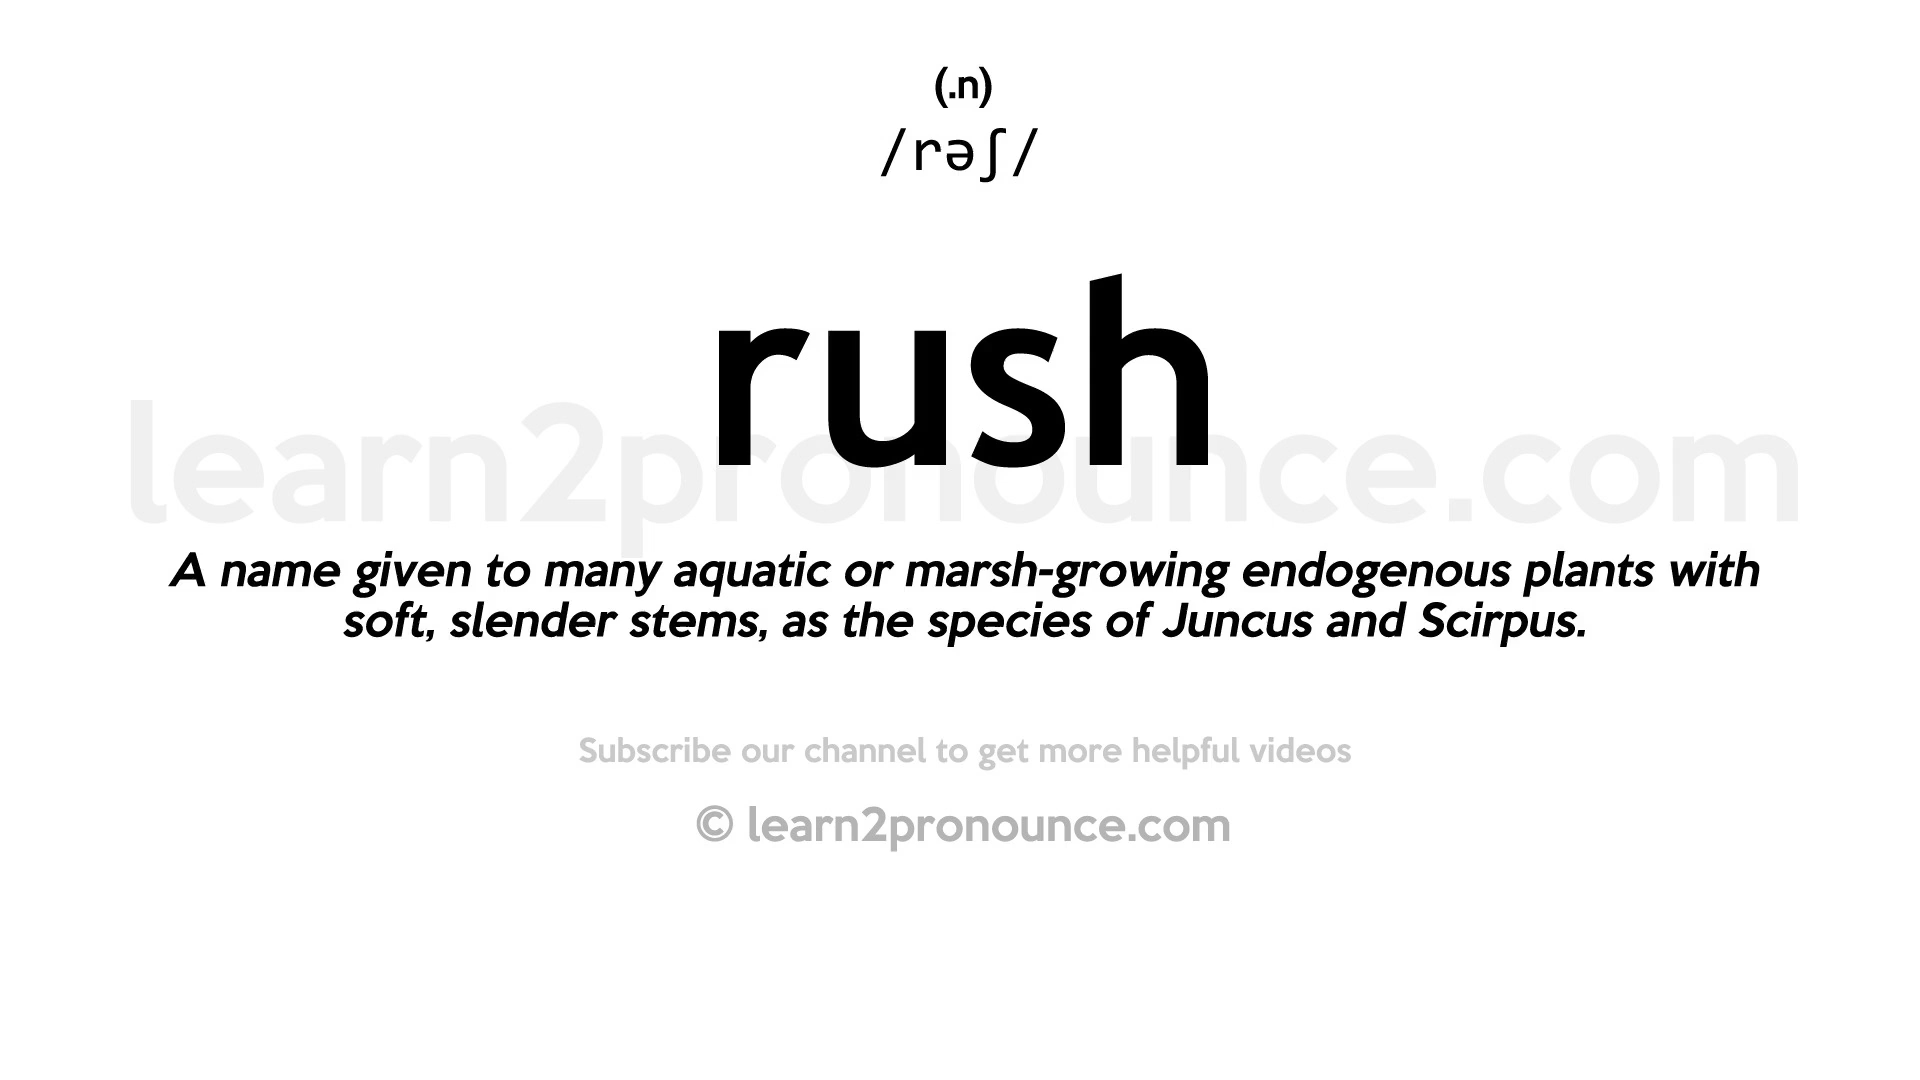 (.n)
/rəʃ/
rush
learn2pronounce.com
A name given to many aquatic or marsh-growing endogenous plants with
soft, slender stems, as the species of Juncus and Scirpus.
Subscribe our channel to get more helpful videos
© learn2pronounce.com